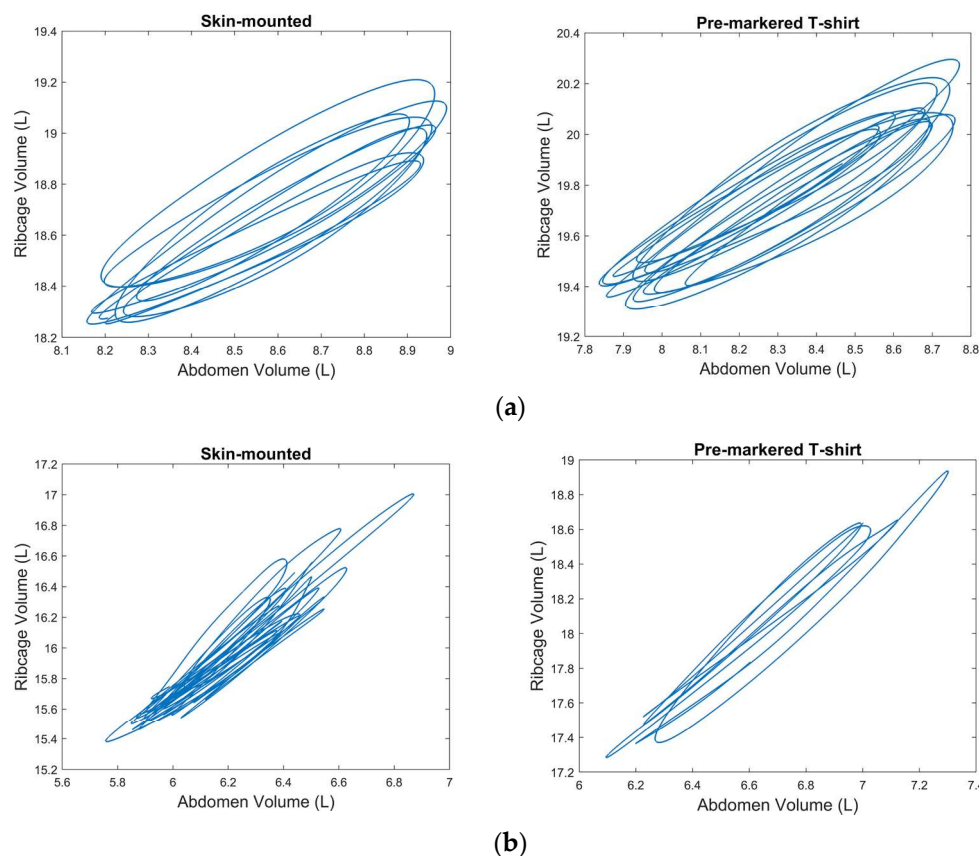 Skin-mounted
19.4
19.2
19
18.8
18.6
18.4
18.2
Ribcage Volume (L)
8.1 8.2 8.3 8.4 8.5 8.6 8.7 8.8 8.9 9
Abdomen Volume (L)
Pre-markered T-shirt
20.4
20.2
20
19.8
19.6
19.4
19.2
Ribcage Volume (L)
7.8 7.9 8 8.1 8.2 8.3 8.4 8.5 8.6 8.7 8.8
Abdomen Volume (L)
(a)
Skin-mounted
17.2
17
16.8
16.6
16.4
16.2
16
15.8
15.6
15.4
15.2
Ribcage Volume (L)
5.6 5.8 6 6.2 6.4 6.6 6.8 7
Abdomen Volume (L)
Pre-markered T-shirt
19
18.8
18.6
18.4
18.2
18
17.8
17.6
17.4
17.2
Ribcage Volume (L)
6 6.2 6.4 6.6 6.8 7 7.2 7.4
Abdomen Volume (L)
(b)